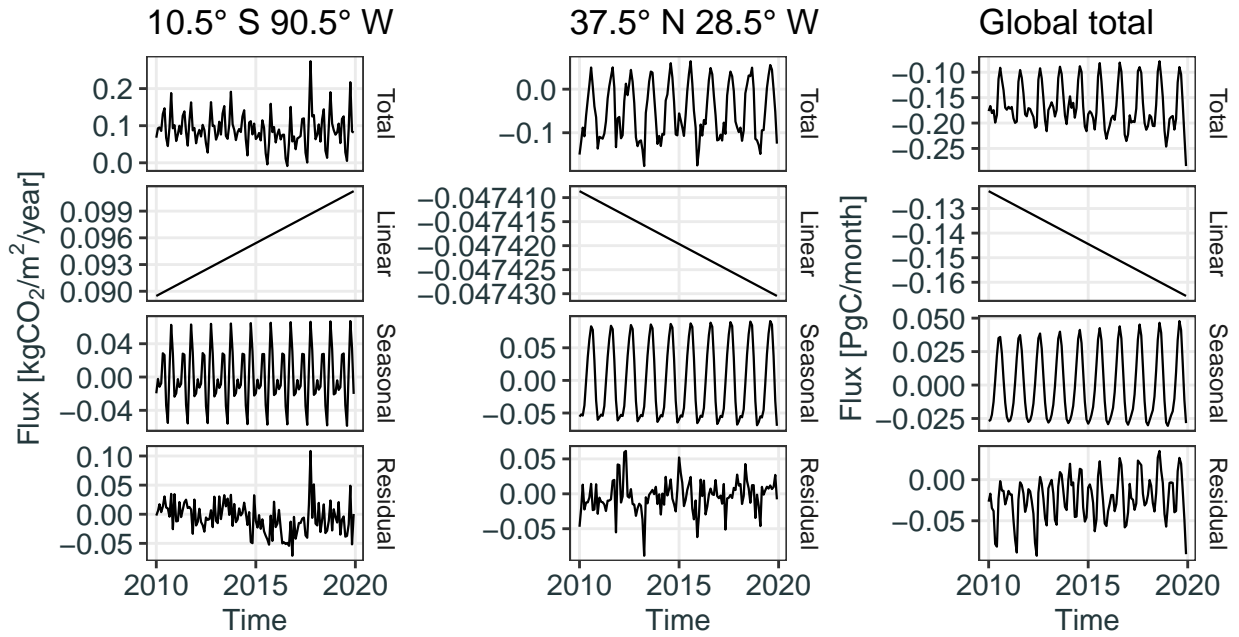 10.5° S 90.5° W
37.5° N 28.5° W
Global total
Flux [kgCO₂/m²/year]
0.2
0.1
0.0
Total
0.099
0.096
0.093
0.090
Linear
0.04
0.00
−0.04
Seasonal
0.10
0.05
0.00
−0.05
Residual
2010 2015 2020
Time
0.0
−0.1
Total
−0.047410
−0.047415
−0.047420
−0.047425
−0.047430
Linear
0.05
0.00
−0.05
Seasonal
0.05
0.00
−0.05
Residual
2010 2015 2020
Time
Flux [PgC/month]
−0.10
−0.15
−0.20
−0.25
Total
−0.13
−0.14
−0.15
−0.16
Linear
0.050
0.025
0.000
−0.025
Seasonal
0.00
−0.05
Residual
2010 2015 2020
Time